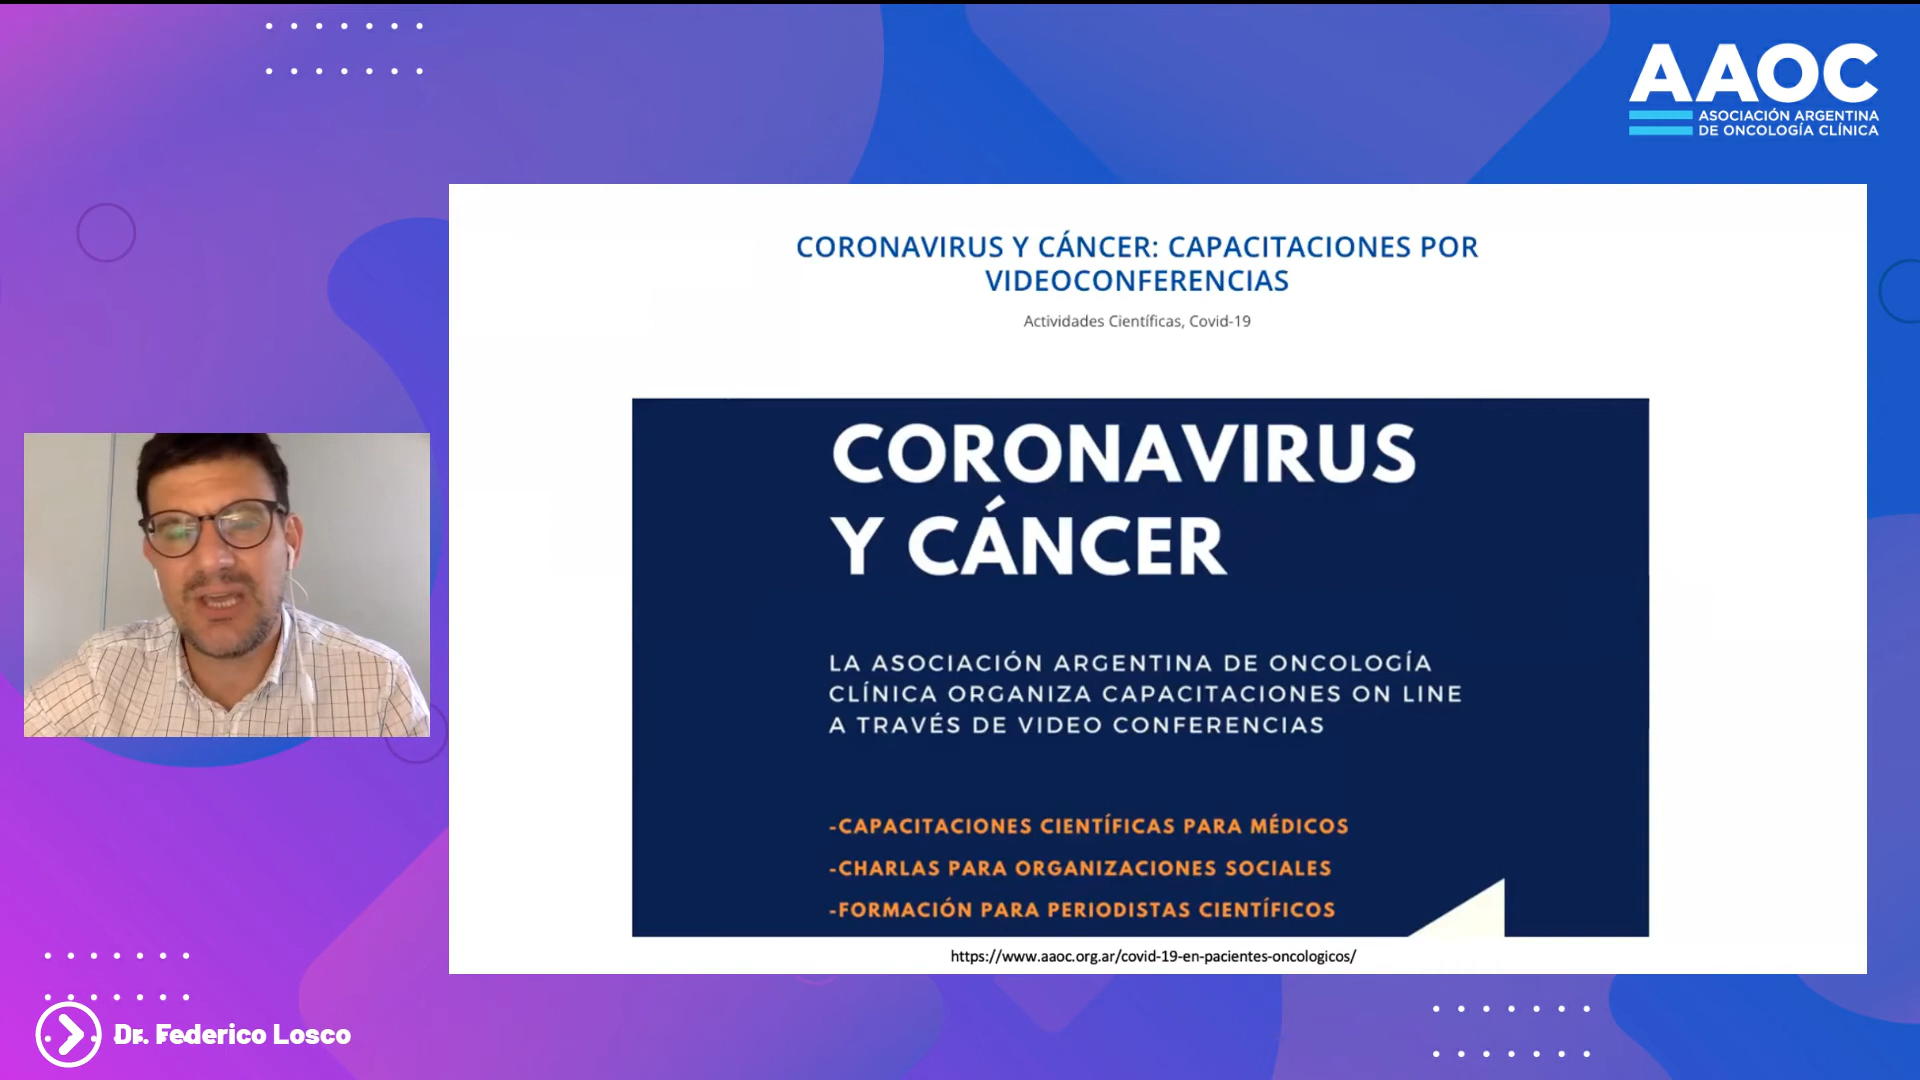 AAOC
ASOCIACIÓN ARGENTINA
DE ONCOLOGÍA CLÍNICA
CORONAVIRUS Y CÁNCER: CAPACITACIONES POR
VIDEOCONFERENCIAS
Actividades Científicas, Covid-19
CORONAVIRUS
Y CÁNCER
LA ASOCIACIÓN ARGENTINA DE ONCOLOGÍA
CLÍNICA ORGANIZA CAPACITACIONES ON LINE
A TRAVÉS DE VIDEO CONFERENCIAS
-CAPACITACIONES CIENTÍFICAS PARA MÉDICOS
-CHARLAS PARA ORGANIZACIONES SOCIALES
-FORMACIÓN PARA PERIODISTAS CIENTÍFICOS
https://www.aaoc.org.ar/covid-19-en-pacientes-oncologicos/
Dr. Federico Losco